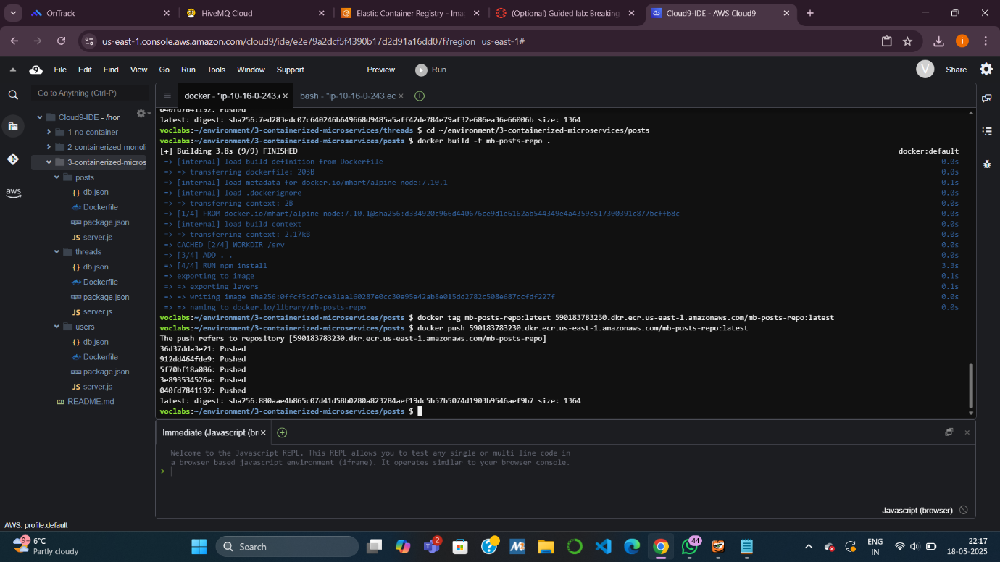 OnTrack
HiveMQ Cloud
Elastic Container Registry - Ima
(Optional) Guided lab: Breaking
Cloud9-IDE - AWS Cloud9
us-east-1.console.aws.amazon.com/cloud9/ide/e2e79a2dcf5f4390b17d2d91a16dd07f?region=us-east-1#
j
9 File Edit Find View Go Run Tools Window Support Preview Run V Share
Go to Anything (Ctrl-P)
docker - "ip-10-16-0-243.e
bash - "ip-10-16-0-243.ec
Cloud9-IDE - /hor
1-no-container
2-containerized-monoli
3-containerized-micros
posts
{} db.json
Dockerfile
package.json
JS server.js
threads
{} db.json
Dockerfile
package.json
JS server.js
users
{} db.json
Dockerfile
package.json
JS server.js
README.md
aws
040fd7841192: Pushed
latest: digest: sha256:7ed283edc07c640246b649668d9485a5aff42de784e79af32e686ea36e66006b size: 1364
voclabs:~/environment/3-containerized-microservices/threads $ cd ~/environment/3-containerized-microservices/posts
voclabs:~/environment/3-containerized-microservices/posts $ docker build -t mb-posts-repo .
[+] Building 3.8s (9/9) FINISHED docker:default
=> [internal] load build definition from Dockerfile 0.0s
=> => transferring dockerfile: 203B 0.0s
=> [internal] load metadata for docker.io/mhart/alpine-node:7.10.1 0.1s
=> [internal] load .dockerignore 0.0s
=> => transferring context: 2B 0.0s
=> [1/4] FROM docker.io/mhart/alpine-node:7.10.1@sha256:d334920c966d440676ce9d1e6162ab544349e4a4359c517300391c877bcffb8c 0.0s
=> [internal] load build context 0.0s
=> => transferring context: 2.17kB 0.0s
=> CACHED [2/4] WORKDIR /srv 0.0s
=> [3/4] ADD . . 0.0s
=> [4/4] RUN npm install 3.3s
=> exporting to image 0.1s
=> => exporting layers 0.1s
=> => writing image sha256:0ffcf5cd7ece31aa160287e0cc30e95e42ab8e015dd2782c508e687ccfdf227f 0.0s
=> => naming to docker.io/library/mb-posts-repo 0.0s
voclabs:~/environment/3-containerized-microservices/posts $ docker tag mb-posts-repo:latest 590183783230.dkr.ecr.us-east-1.amazonaws.com/mb-posts-repo:latest
voclabs:~/environment/3-containerized-microservices/posts $ docker push 590183783230.dkr.ecr.us-east-1.amazonaws.com/mb-posts-repo:latest
The push refers to repository [590183783230.dkr.ecr.us-east-1.amazonaws.com/mb-posts-repo]
36d37dda3e21: Pushed
912dd464fde9: Pushed
5f70bf18a086: Pushed
3e893534526a: Pushed
040fd7841192: Pushed
latest: digest: sha256:880aae4b865c07d41d58b0280a823284aef19dc5b57b5074d1903b9546aef9b7 size: 1364
voclabs:~/environment/3-containerized-microservices/posts $
Immediate (Javascript (br
Welcome to the Javascript REPL. This REPL allows you to test any single or multi line code in
a browser based javascript environment (iframe). It operates similar to your browser console.
>
Javascript (browser)
AWS: profile:default
9+
6°C
Partly cloudy
Search
2
44
ENG
IN
22:17
18-05-2025